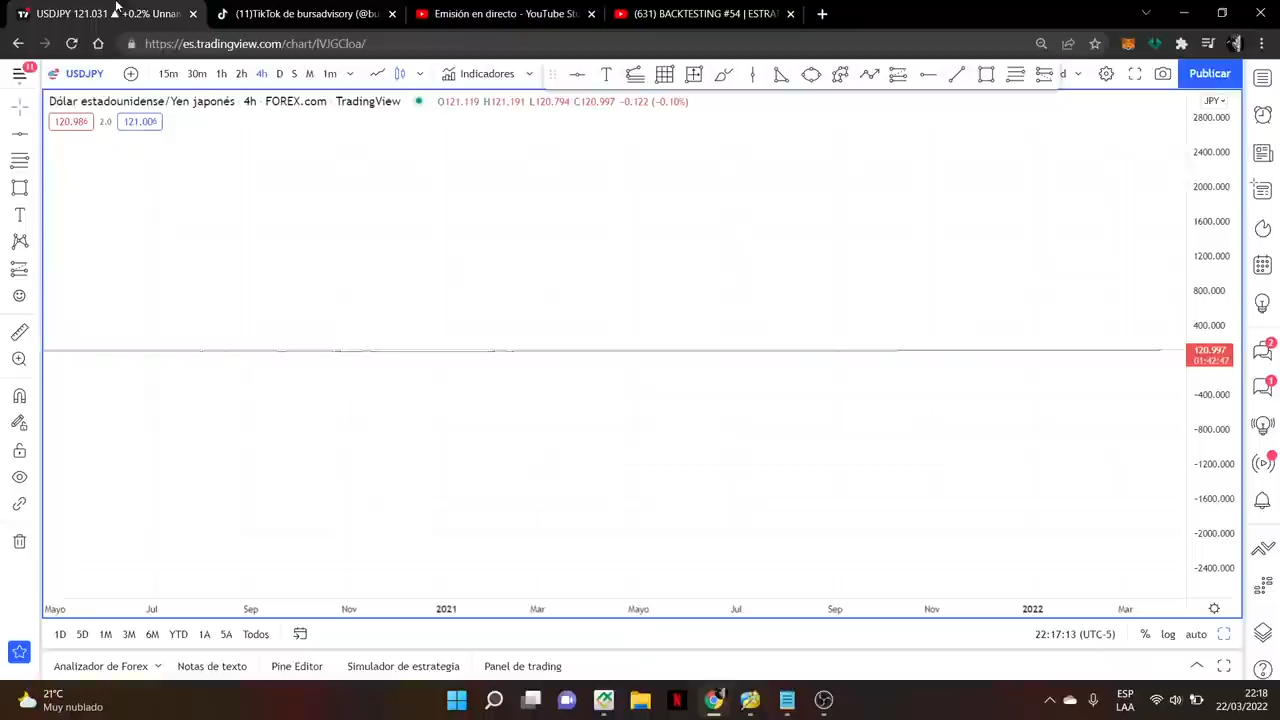 USDJPY 121.031 ▲ +0.2% Unnan
(11)TikTok de bursadvisory (@bu
Emisión en directo - YouTube Stu
(631) BACKTESTING #54 | ESTRAT
https://es.tradingview.com/chart/lVJGCloa/
11
USDJPY
15m 30m 1h 2h 4h D S M 1m
Indicadores
Publicar
Dólar estadounidense/Yen japonés · 4h · FOREX.com · TradingView
O121.119 H121.191 L120.794 C120.997 −0.122 (−0.10%)
JPY
120.986 2.0 121.006
2800.000
2400.000
2000.000
1600.000
1200.000
800.000
400.000
120.997
01:42:47
−400.000
−800.000
−1200.000
−1600.000
−2000.000
−2400.000
2
1
Mayo Jul Sep Nov 2021 Mar Mayo Jul Sep Nov 2022 Mar
1D 5D 1M 3M 6M YTD 1A 5A Todos
22:17:13 (UTC-5) % log auto
Analizador de Forex Notas de texto Pine Editor Simulador de estrategia Panel de trading
21°C
Muy nublado
ESP
LAA
22:18
22/03/2022